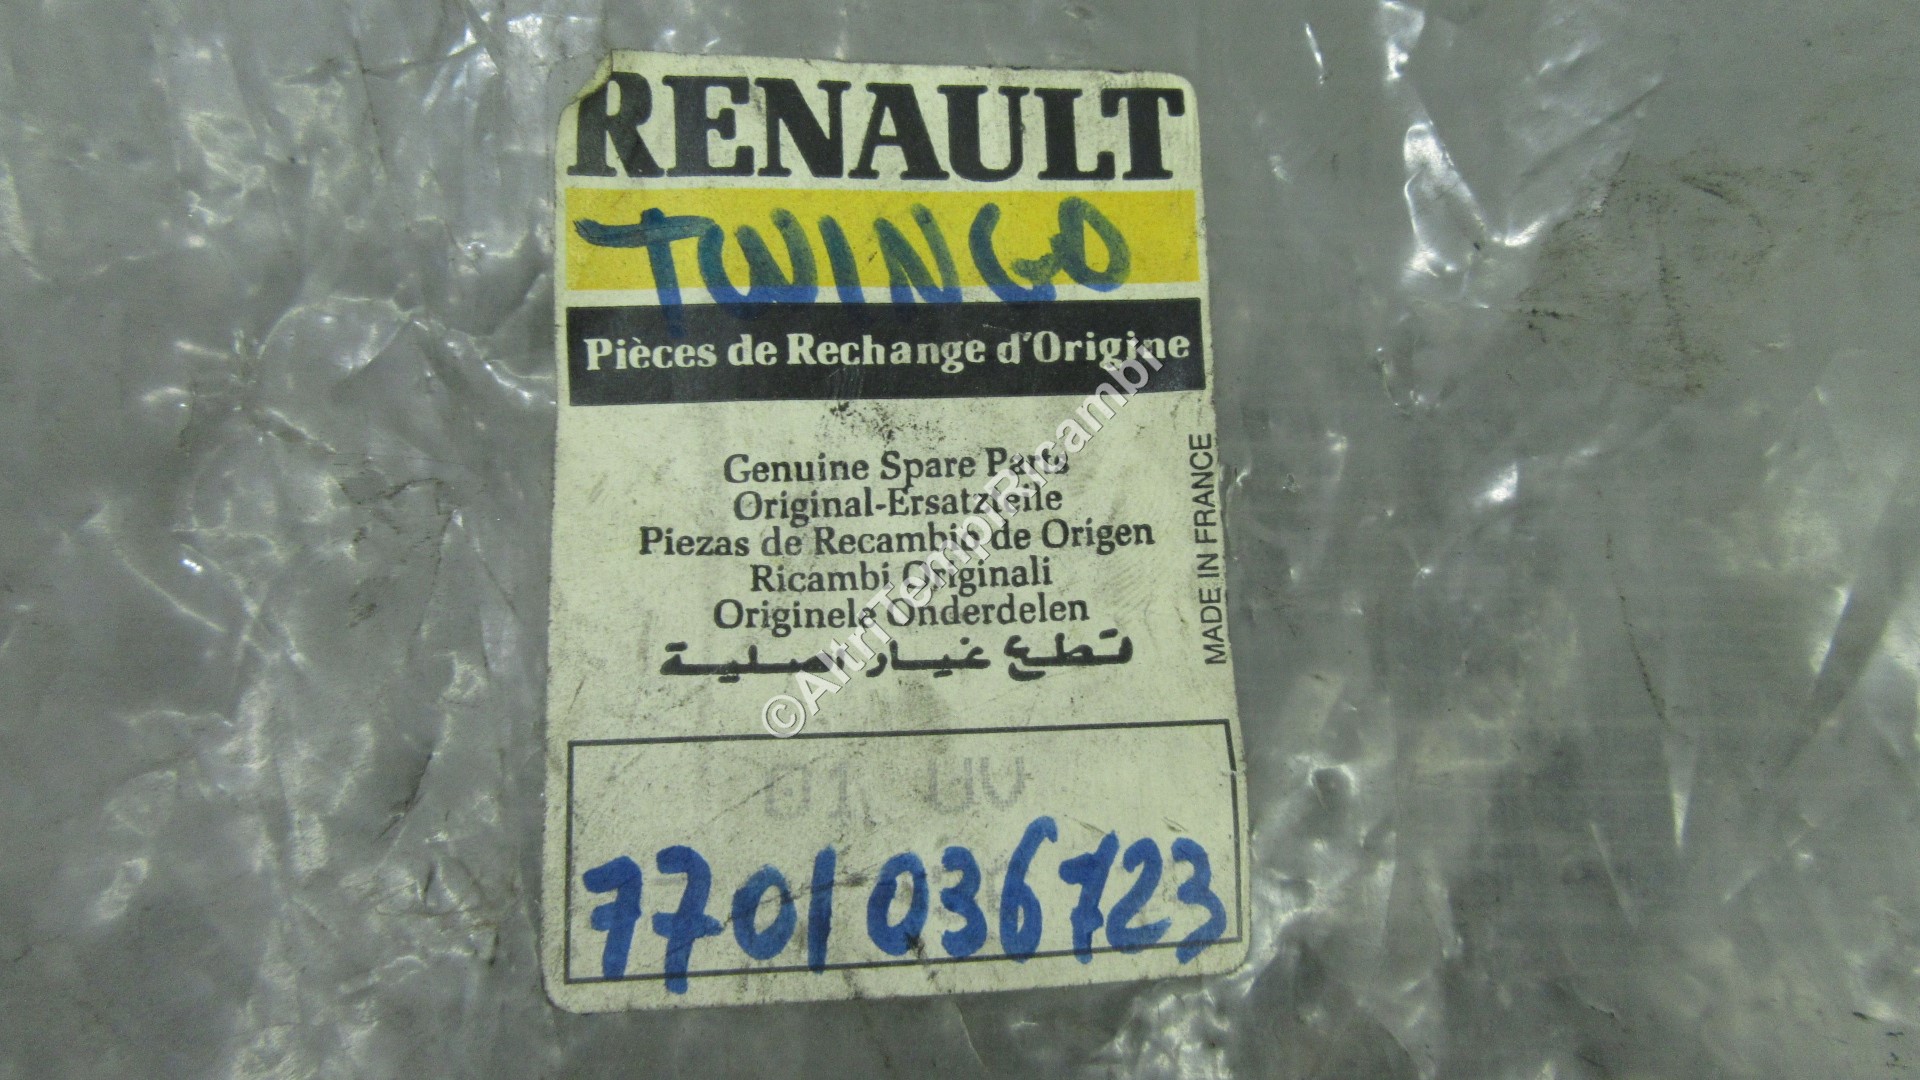 RENAULT
TWINGO
Pièces de Rechange d'Origine
Genuine Spare Parts
Original-Ersatzteile
Piezas de Recambio de Origen
Ricambi Originali
Originele Onderdelen
قطع غيار أصلية
MADE IN FRANCE
©AltriTempiRicambi
7701036723